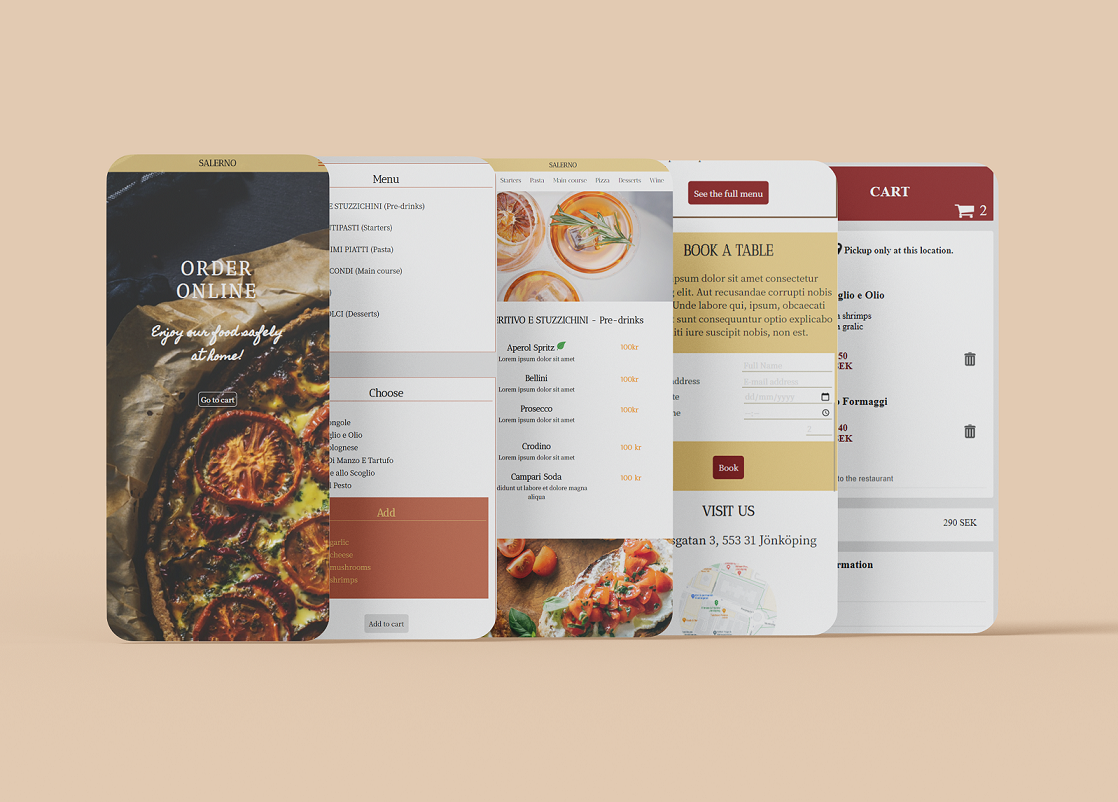 SALERNO
ORDER
ONLINE
Enjoy our food safely
at home!
Go to cart
Menu
E STUZZICHINI (Pre-drinks)
TIPASTI (Starters)
IMI PIATTI (Pasta)
CONDI (Main course)
)
OLCI (Desserts)
Choose
ongole
glio e Olio
olognese
Di Manzo E Tartufo
e allo Scoglio
l Pesto
Add
garlic
cheese
mushrooms
shrimps
Add to cart
SALERNO
Starters Pasta Main course Pizza Desserts Wine
RITIVO E STUZZICHINI - Pre-drinks
Aperol Spritz 100kr
Lorem ipsum dolor sit amet
Bellini 100kr
Lorem ipsum dolor sit amet
Prosecco 100kr
Lorem ipsum dolor sit amet
Crodino 100 kr
Lorem ipsum dolor sit amet
Campari Soda 100 kr
didunt ut labore et dolore magna
aliqua
See the full menu
BOOK A TABLE
ipsum dolor sit amet consectetur
g elit. Aut recusandae corrupti nobis
Unde labore qui, ipsum, obcaecati
t sunt consequuntur optio explicabo
iti iure suscipit nobis, non est.
Full Name
address E-mail address
te dd/mm/yyyy
ne --:--
2
Book
VISIT US
sgatan 3, 553 31 Jönköping
CART
2
Pickup only at this location.
glio e Olio
a shrimps
n gralic
50
SEK
o Formaggi
40
SEK
to the restaurant
290 SEK
rmation